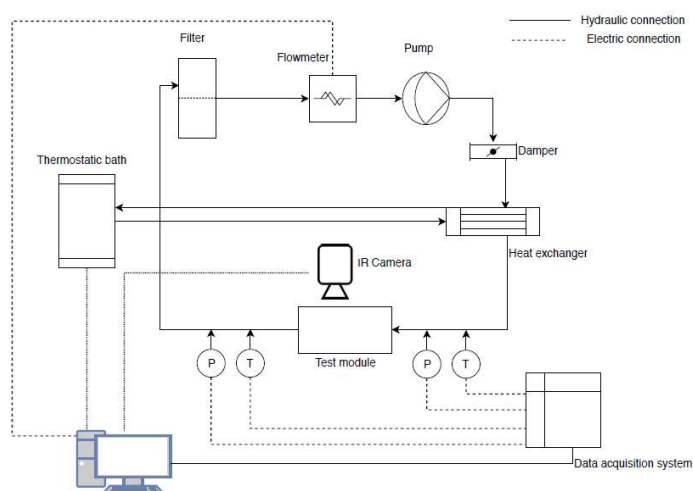 Hydraulic connection
Electric connection
Filter
Flowmeter
Pump
Damper
Thermostatic bath
Heat exchanger
IR Camera
Test module
P
T
P
T
Data acquisition system